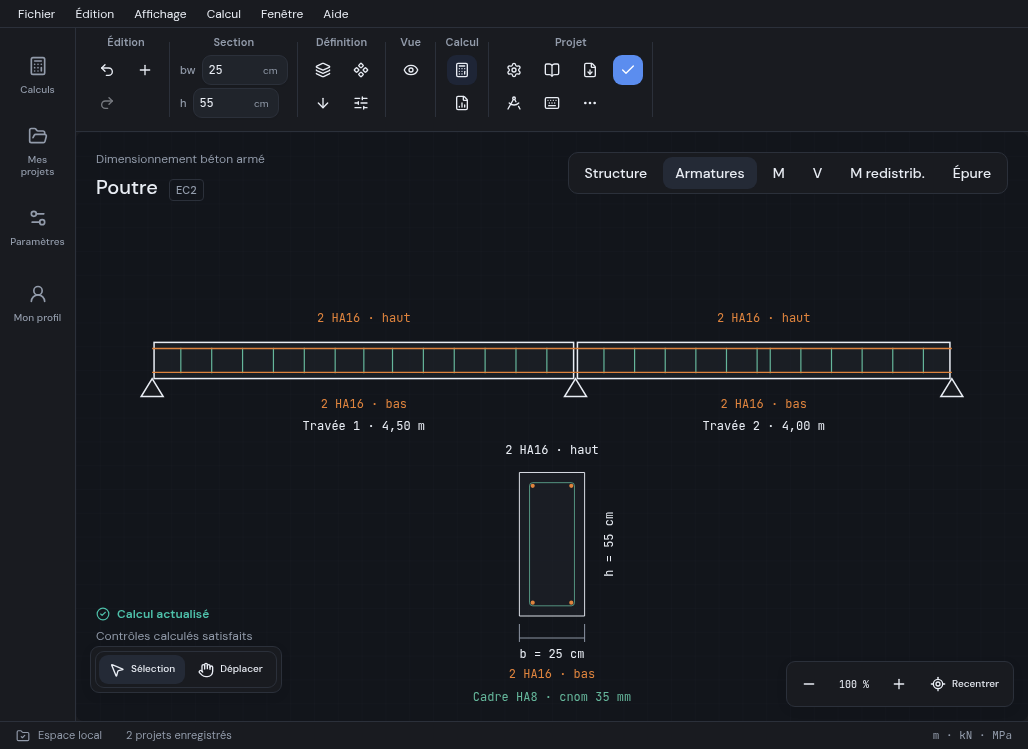 Fichier Édition Affichage Calcul Fenêtre Aide
Édition Section Définition Vue Calcul Projet
bw 25 cm
h 55 cm
Calculs
Mes projets
Paramètres
Mon profil
Dimensionnement béton armé
Poutre EC2
Structure Armatures M V M redistrib. Épure
2 HA16 · haut 2 HA16 · haut
2 HA16 · bas 2 HA16 · bas
Travée 1 · 4,50 m Travée 2 · 4,00 m
2 HA16 · haut
h = 55 cm
b = 25 cm
2 HA16 · bas
Cadre HA8 · cnom 35 mm
Calcul actualisé
Contrôles calculés satisfaits
Sélection Déplacer
100 % Recentrer
Espace local 2 projets enregistrés m · kN · MPa